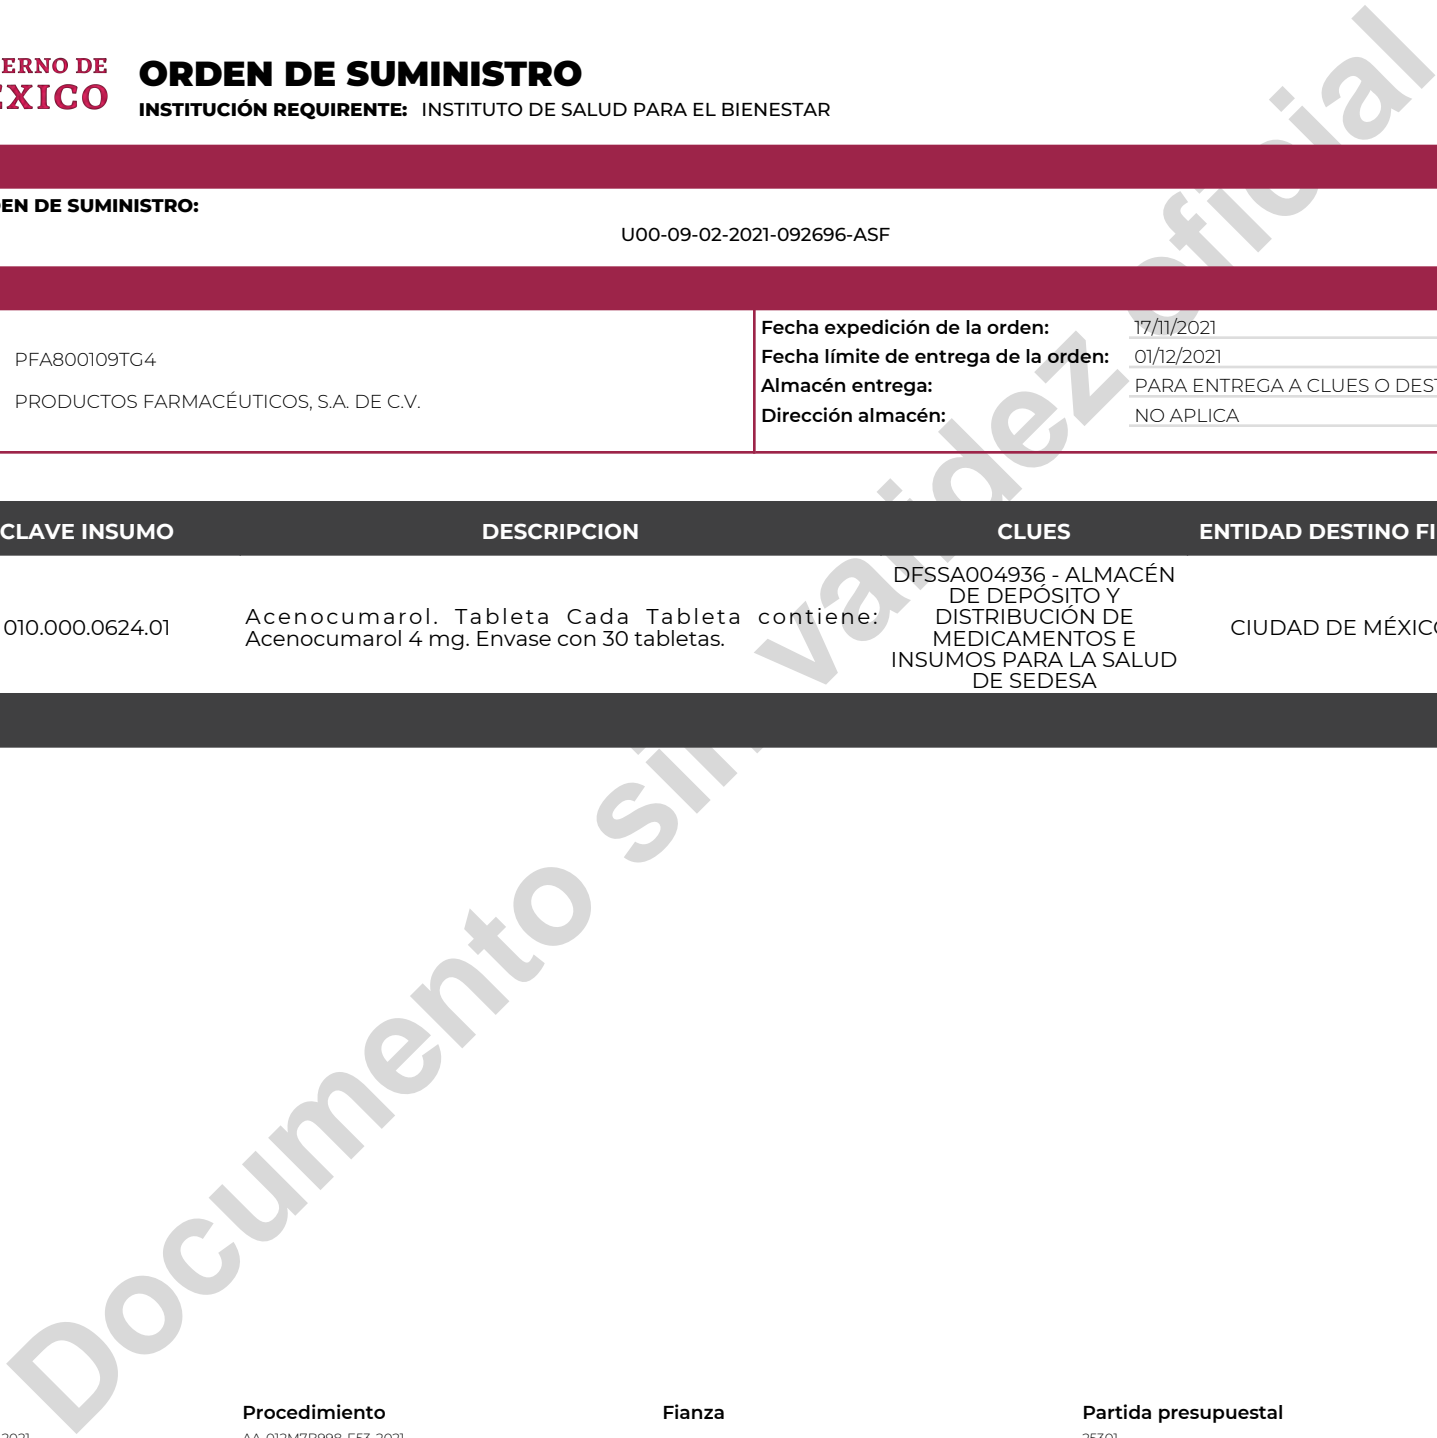 ERNO DE
ÉXICO
ORDEN DE SUMINISTRO
INSTITUCIÓN REQUIRENTE: INSTITUTO DE SALUD PARA EL BIENESTAR
EN DE SUMINISTRO:
U00-09-02-2021-092696-ASF
PFA800109TG4
PRODUCTOS FARMACÉUTICOS, S.A. DE C.V.
Fecha expedición de la orden: 17/11/2021
Fecha límite de entrega de la orden: 01/12/2021
Almacén entrega: PARA ENTREGA A CLUES O DEST
Dirección almacén: NO APLICA
CLAVE INSUMO DESCRIPCION CLUES ENTIDAD DESTINO FI
010.000.0624.01
Acenocumarol. Tableta Cada Tableta contiene:
Acenocumarol 4 mg. Envase con 30 tabletas.
DFSSA004936 - ALMACÉN
DE DEPÓSITO Y
DISTRIBUCIÓN DE
MEDICAMENTOS E
INSUMOS PARA LA SALUD
DE SEDESA
CIUDAD DE MÉXICO
Documento sin validez oficial
Procedimiento Fianza Partida presupuestal